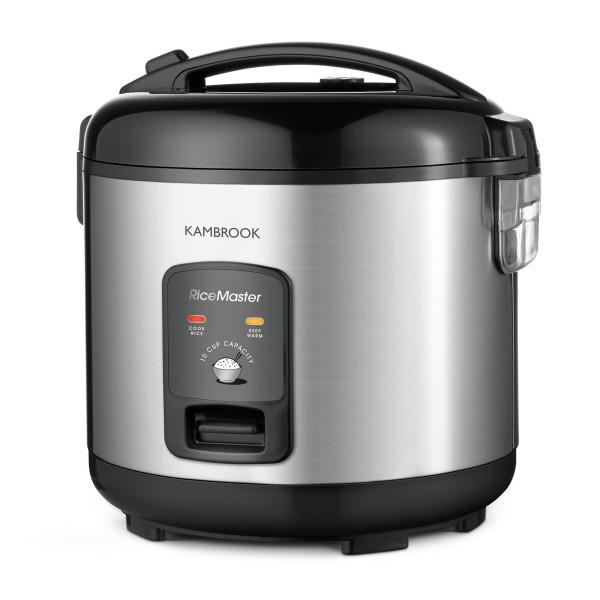 KAMBROOK
RiceMaster
COOK
RICE
KEEP
WARM
10 CUP CAPACITY